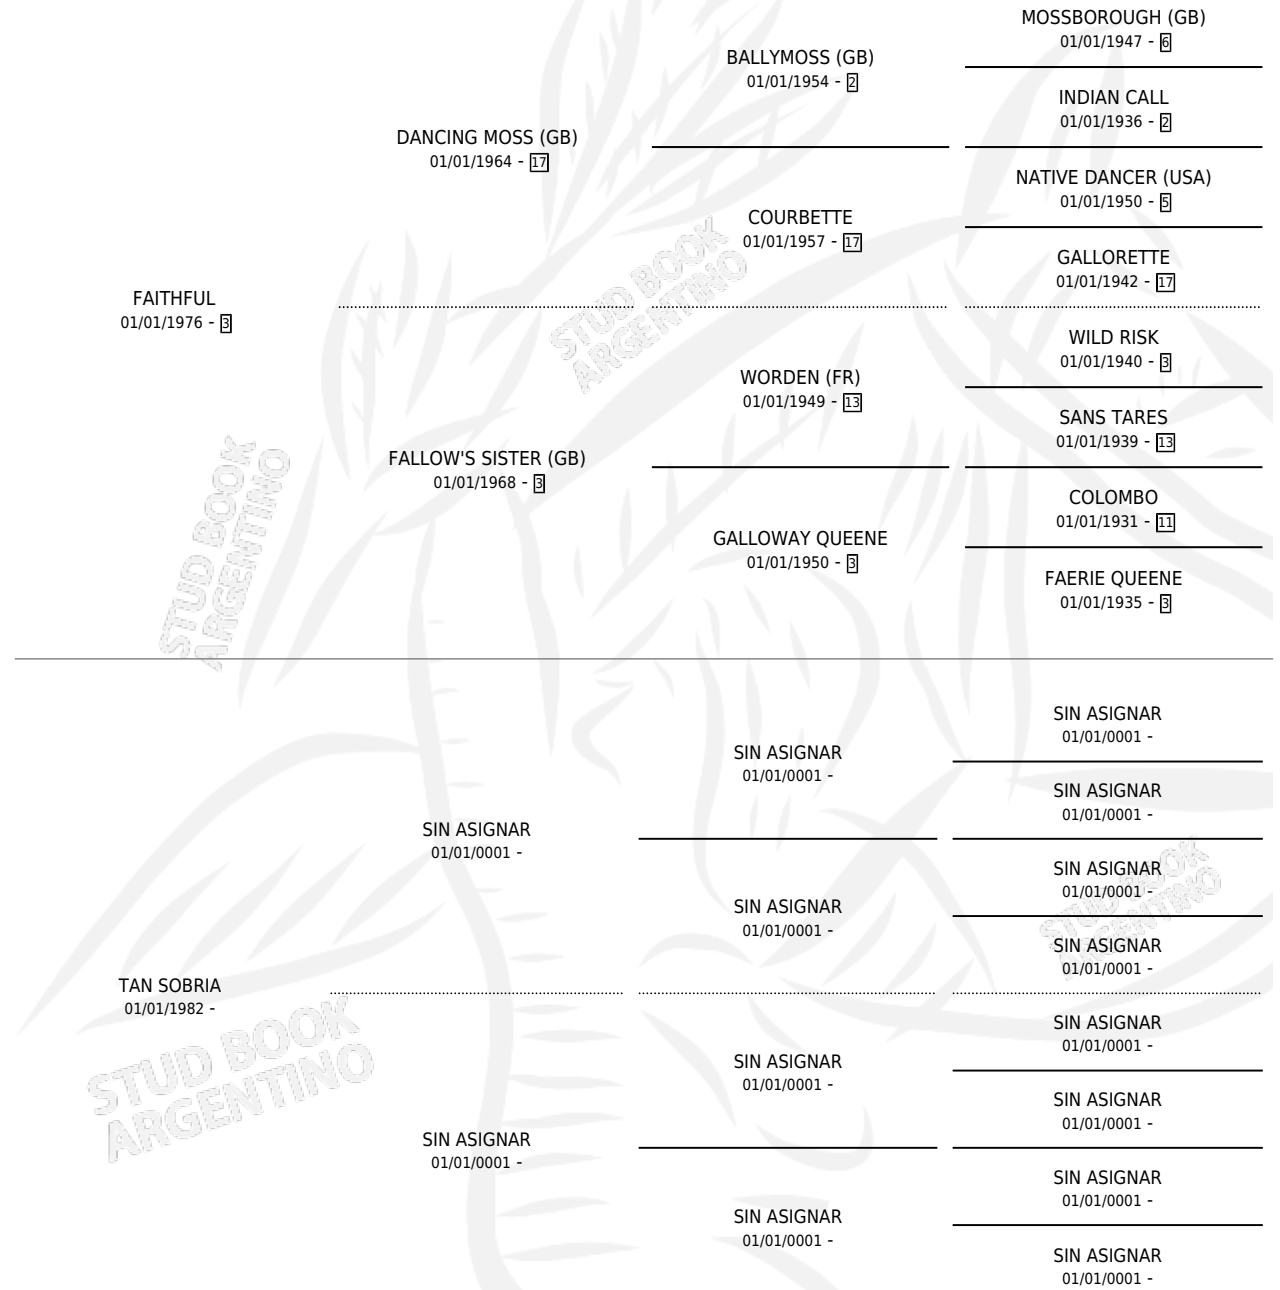 MOSSBOROUGH (GB)
01/01/1947 - 6
BALLYMOSS (GB)
01/01/1954 - 2
INDIAN CALL
01/01/1936 - 2
DANCING MOSS (GB)
01/01/1964 - 17
NATIVE DANCER (USA)
01/01/1950 - 5
COURBETTE
01/01/1957 - 17
GALLORETTE
01/01/1942 - 17
FAITHFUL
01/01/1976 - 3
WILD RISK
01/01/1940 - 3
WORDEN (FR)
01/01/1949 - 13
SANS TARES
01/01/1939 - 13
FALLOW'S SISTER (GB)
01/01/1968 - 3
COLOMBO
01/01/1931 - 11
GALLOWAY QUEENE
01/01/1950 - 3
FAERIE QUEENE
01/01/1935 - 3
STUD BOOK
ARGENTINO
STUD BOOK
ARGENTINO
SIN ASIGNAR
01/01/0001 -
SIN ASIGNAR
01/01/0001 -
SIN ASIGNAR
01/01/0001 -
SIN ASIGNAR
01/01/0001 -
SIN ASIGNAR
01/01/0001 -
SIN ASIGNAR
01/01/0001 -
SIN ASIGNAR
01/01/0001 -
STUD BOOK
ARGENTINO
TAN SOBRIA
01/01/1982 -
SIN ASIGNAR
01/01/0001 -
SIN ASIGNAR
01/01/0001 -
SIN ASIGNAR
01/01/0001 -
SIN ASIGNAR
01/01/0001 -
SIN ASIGNAR
01/01/0001 -
SIN ASIGNAR
01/01/0001 -
SIN ASIGNAR
01/01/0001 -
STUD BOOK
ARGENTINO